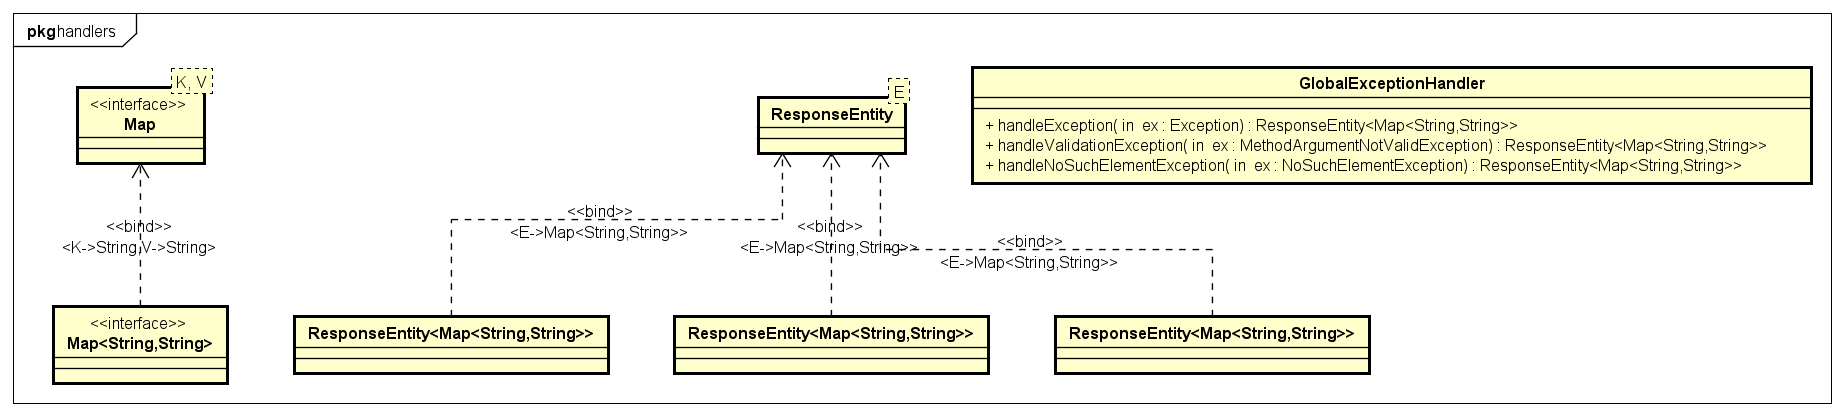 pkg handlers
K, V
<<interface>>
Map
E
ResponseEntity
GlobalExceptionHandler
+ handleException( in ex : Exception) : ResponseEntity<Map<String,String>>
+ handleValidationException( in ex : MethodArgumentNotValidException) : ResponseEntity<Map<String,String>>
+ handleNoSuchElementException( in ex : NoSuchElementException) : ResponseEntity<Map<String,String>>
<<bind>>
<K->String,V->String>
<<bind>>
<E->Map<String,String>>
<<bind>>
<E->Map<String,String>>
<<bind>>
<E->Map<String,String>>
<<interface>>
Map<String,String>
ResponseEntity<Map<String,String>>
ResponseEntity<Map<String,String>>
ResponseEntity<Map<String,String>>